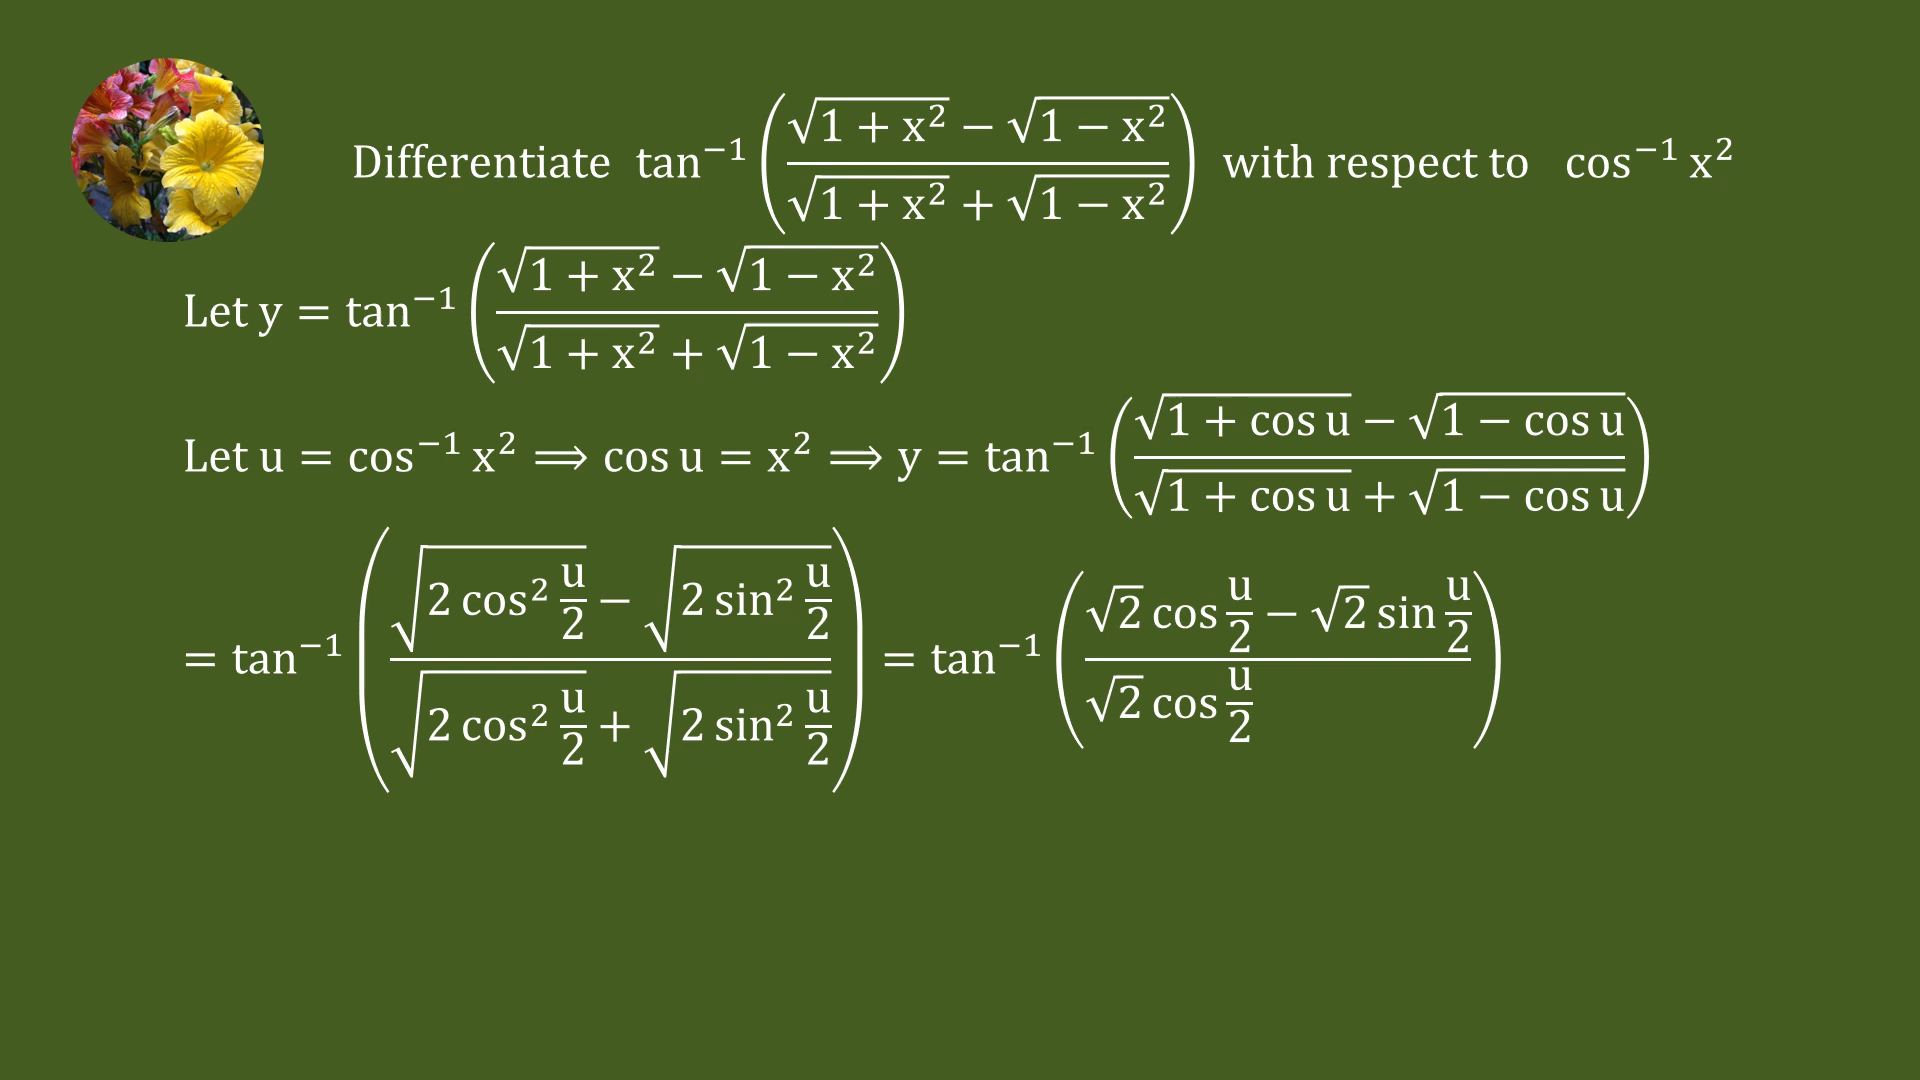 Differentiate tan⁻¹((√(1 + x²) − √(1 − x²))/(√(1 + x²) + √(1 − x²))) with respect to cos⁻¹ x²
Let y = tan⁻¹((√(1 + x²) − √(1 − x²))/(√(1 + x²) + √(1 − x²)))
Let u = cos⁻¹ x² ⟹ cos u = x² ⟹ y = tan⁻¹((√(1 + cos u) − √(1 − cos u))/(√(1 + cos u) + √(1 − cos u)))
= tan⁻¹((√(2 cos² u/2) − √(2 sin² u/2))/(√(2 cos² u/2) + √(2 sin² u/2))) = tan⁻¹((√2 cos u/2 − √2 sin u/2)/(√2 cos u/2))